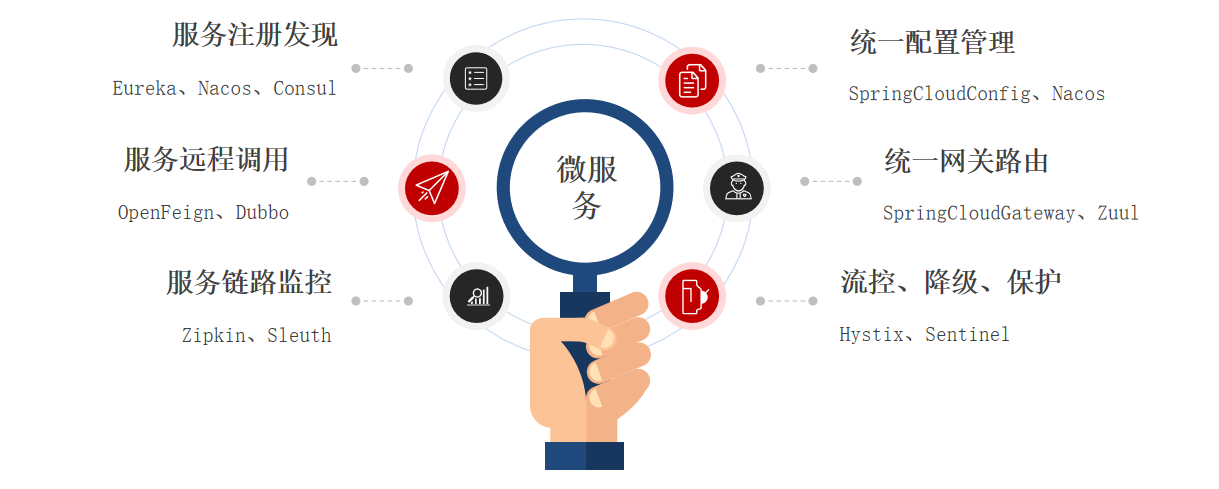 服务注册发现
Eureka、Nacos、Consul
服务远程调用
OpenFeign、Dubbo
服务链路监控
Zipkin、Sleuth
微服
务
统一配置管理
SpringCloudConfig、Nacos
统一网关路由
SpringCloudGateway、Zuul
流控、降级、保护
Hystix、Sentinel